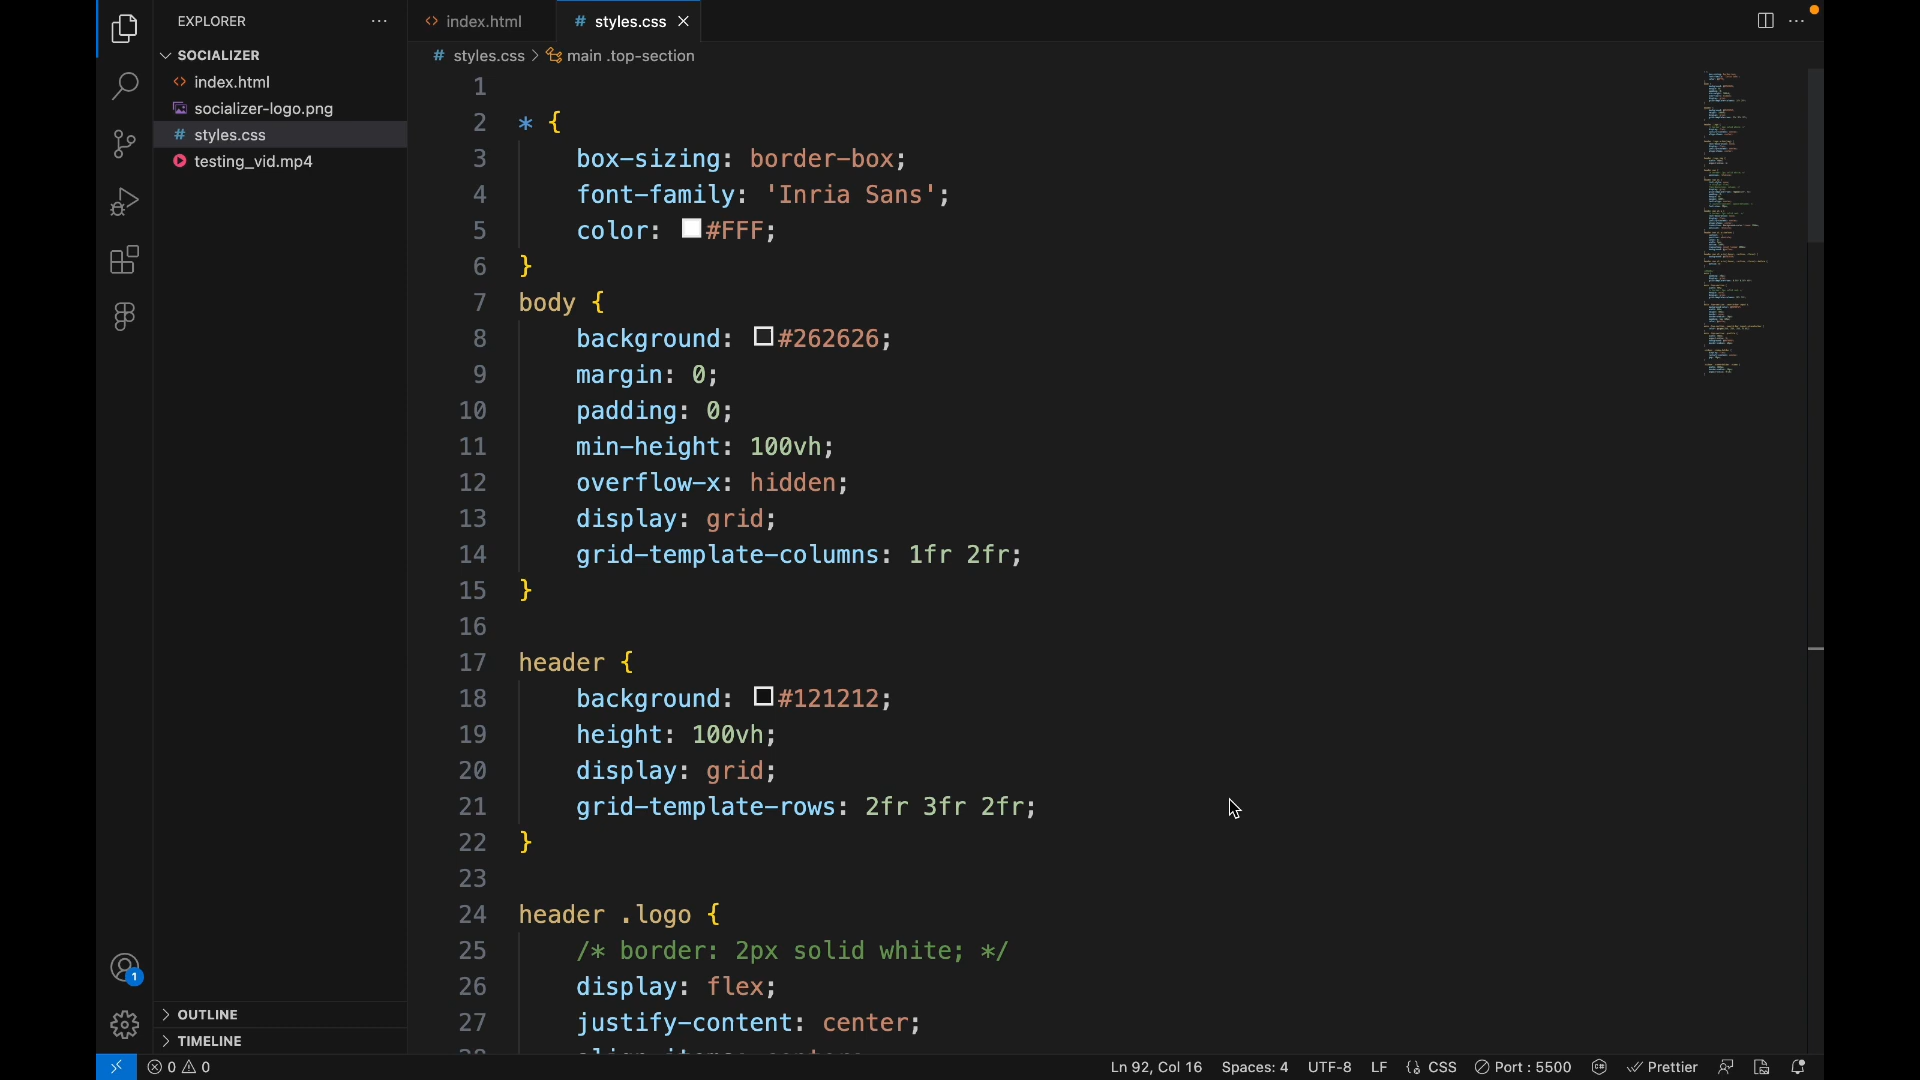 EXPLORER
SOCIALIZER
index.html
socializer-logo.png
styles.css
testing_vid.mp4
OUTLINE
TIMELINE
index.html
# styles.css
# styles.css > main .top-section
1
2 * {
3 box-sizing: border-box;
4 font-family: 'Inria Sans';
5 color: #FFF;
6 }
7 body {
8 background: #262626;
9 margin: 0;
10 padding: 0;
11 min-height: 100vh;
12 overflow-x: hidden;
13 display: grid;
14 grid-template-columns: 1fr 2fr;
15 }
16
17 header {
18 background: #121212;
19 height: 100vh;
20 display: grid;
21 grid-template-rows: 2fr 3fr 2fr;
22 }
23
24 header .logo {
25 /* border: 2px solid white; */
26 display: flex;
27 justify-content: center;
1
0 0
Ln 92, Col 16 Spaces: 4 UTF-8 LF {} CSS Port : 5500 Prettier